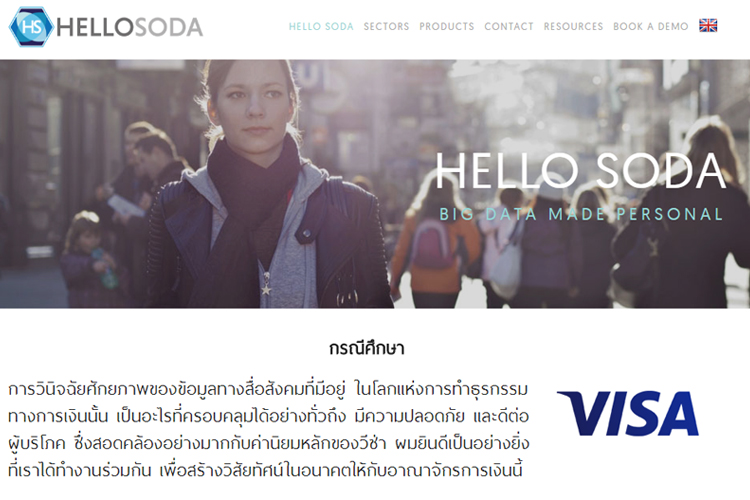 HS HELLOSODA
HELLO SODA SECTORS PRODUCTS CONTACT RESOURCES BOOK A DEMO
HELLO SODA
BIG DATA MADE PERSONAL
กรณีศึกษา
การวินิจฉัยศักยภาพของข้อมูลทางสื่อสังคมที่มีอยู่ ในโลกแห่งการทำธุรกรรม
ทางการเงินนั้น เป็นอะไรที่ครอบคลุมได้อย่างทั่วถึง มีความปลอดภัย และดีต่อ
ผู้บริโภค ซึ่งสอดคล้องอย่างมากกับค่านิยมหลักของวีซ่า ผมยินดีเป็นอย่างยิ่ง
ที่เราได้ทำงานร่วมกัน เพื่อสร้างวิสัยทัศน์ในอนาคตให้กับอาณาจักรการเงินนี้
VISA